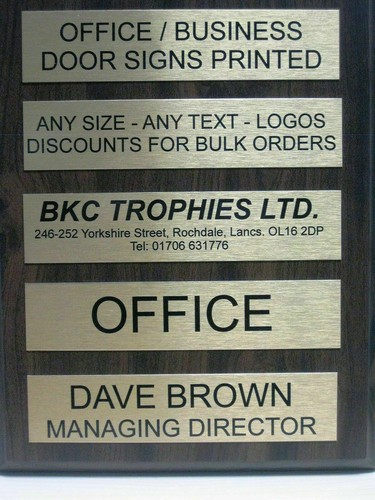 OFFICE / BUSINESS
DOOR SIGNS PRINTED
ANY SIZE - ANY TEXT - LOGOS
DISCOUNTS FOR BULK ORDERS
BKC TROPHIES LTD.
246-252 Yorkshire Street, Rochdale, Lancs. OL16 2DP
Tel: 01706 631776
OFFICE
DAVE BROWN
MANAGING DIRECTOR